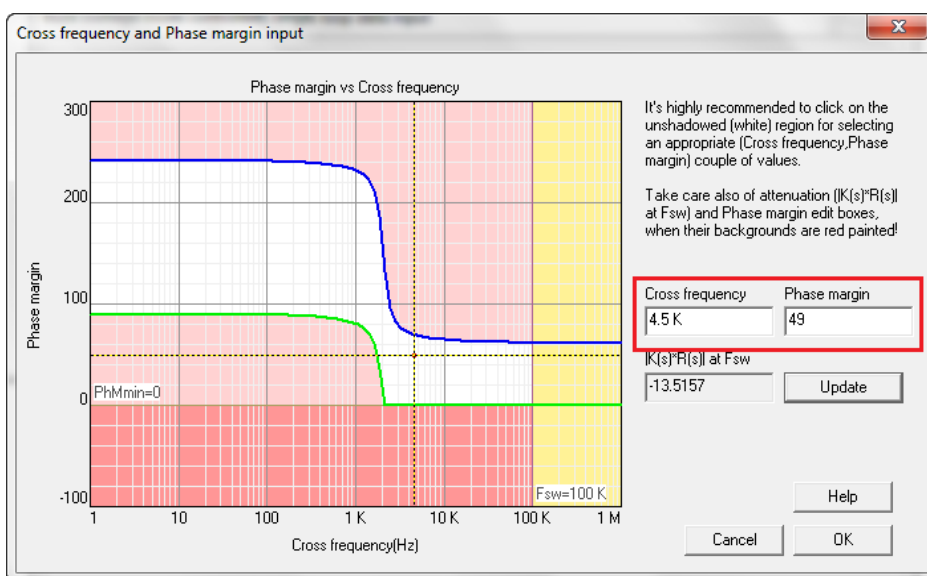 Cross frequency and Phase margin input
Phase margin vs Cross frequency
300
200
100
0
-100
Phase margin
PhMmin=0
Fsw=100 K
1
10
100
1 K
10 K
100 K
1 M
Cross frequency(Hz)
It's highly recommended to click on the
unshadowed (white) region for selecting
an appropriate (Cross frequency,Phase
margin) couple of values.
Take care also of attenuation (|K(s)*R(s)|
at Fsw) and Phase margin edit boxes,
when their backgrounds are red painted!
Cross frequency
Phase margin
4.5 K
49
|K(s)*R(s)| at Fsw
-13.5157
Update
Help
Cancel
OK